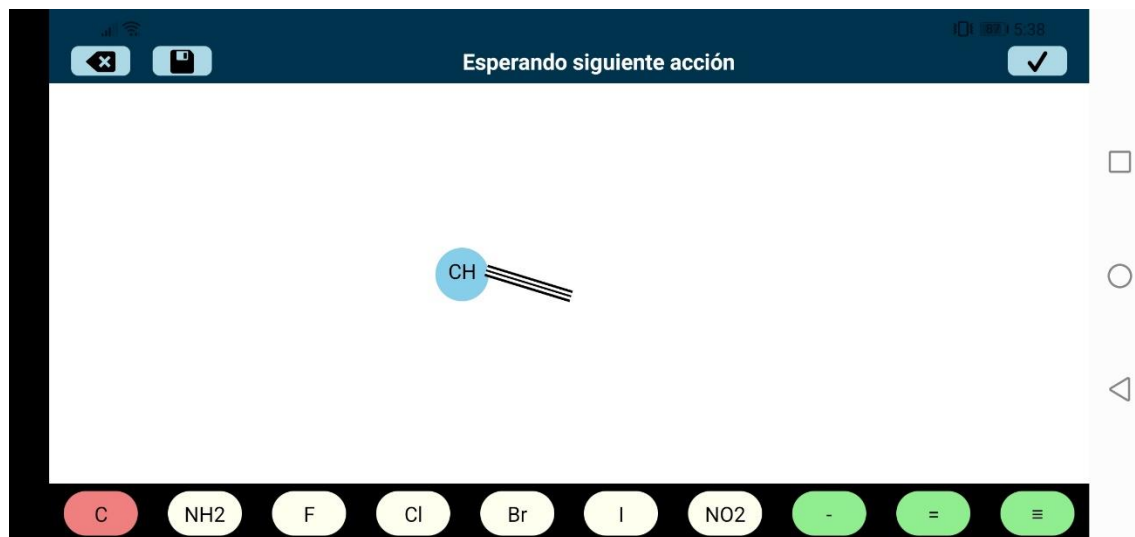 5:38
Esperando siguiente acción
CH
C NH2 F Cl Br I NO2 - = ≡